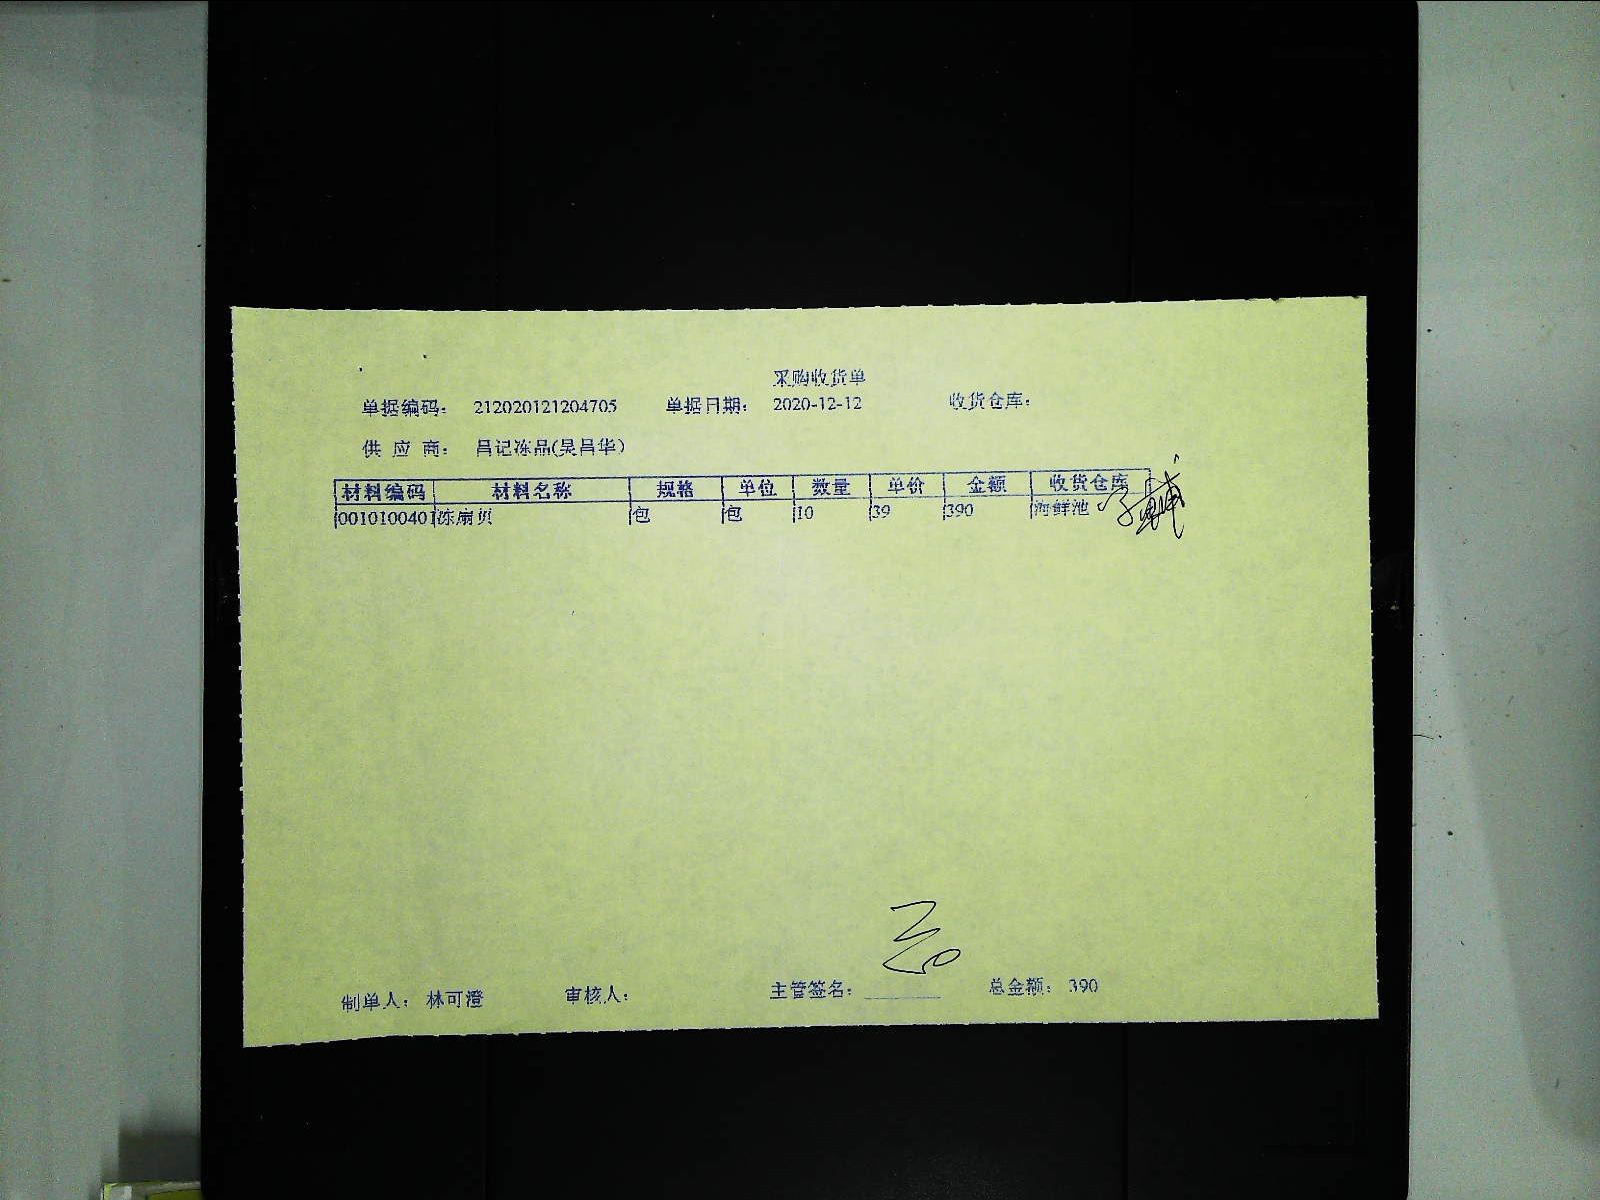 采购收货单
单据编码: 212020121204705 单据日期: 2020-12-12 收货仓库:
供 应 商: 昌记冻品(吴昌华)
材料编码 材料名称 规格 单位 数量 单价 金额 收货仓库
0010100401 冻扇贝 包 包 10 39 390 海鲜池
制单人: 林可澄 审核人: 主管签名: 总金额: 390